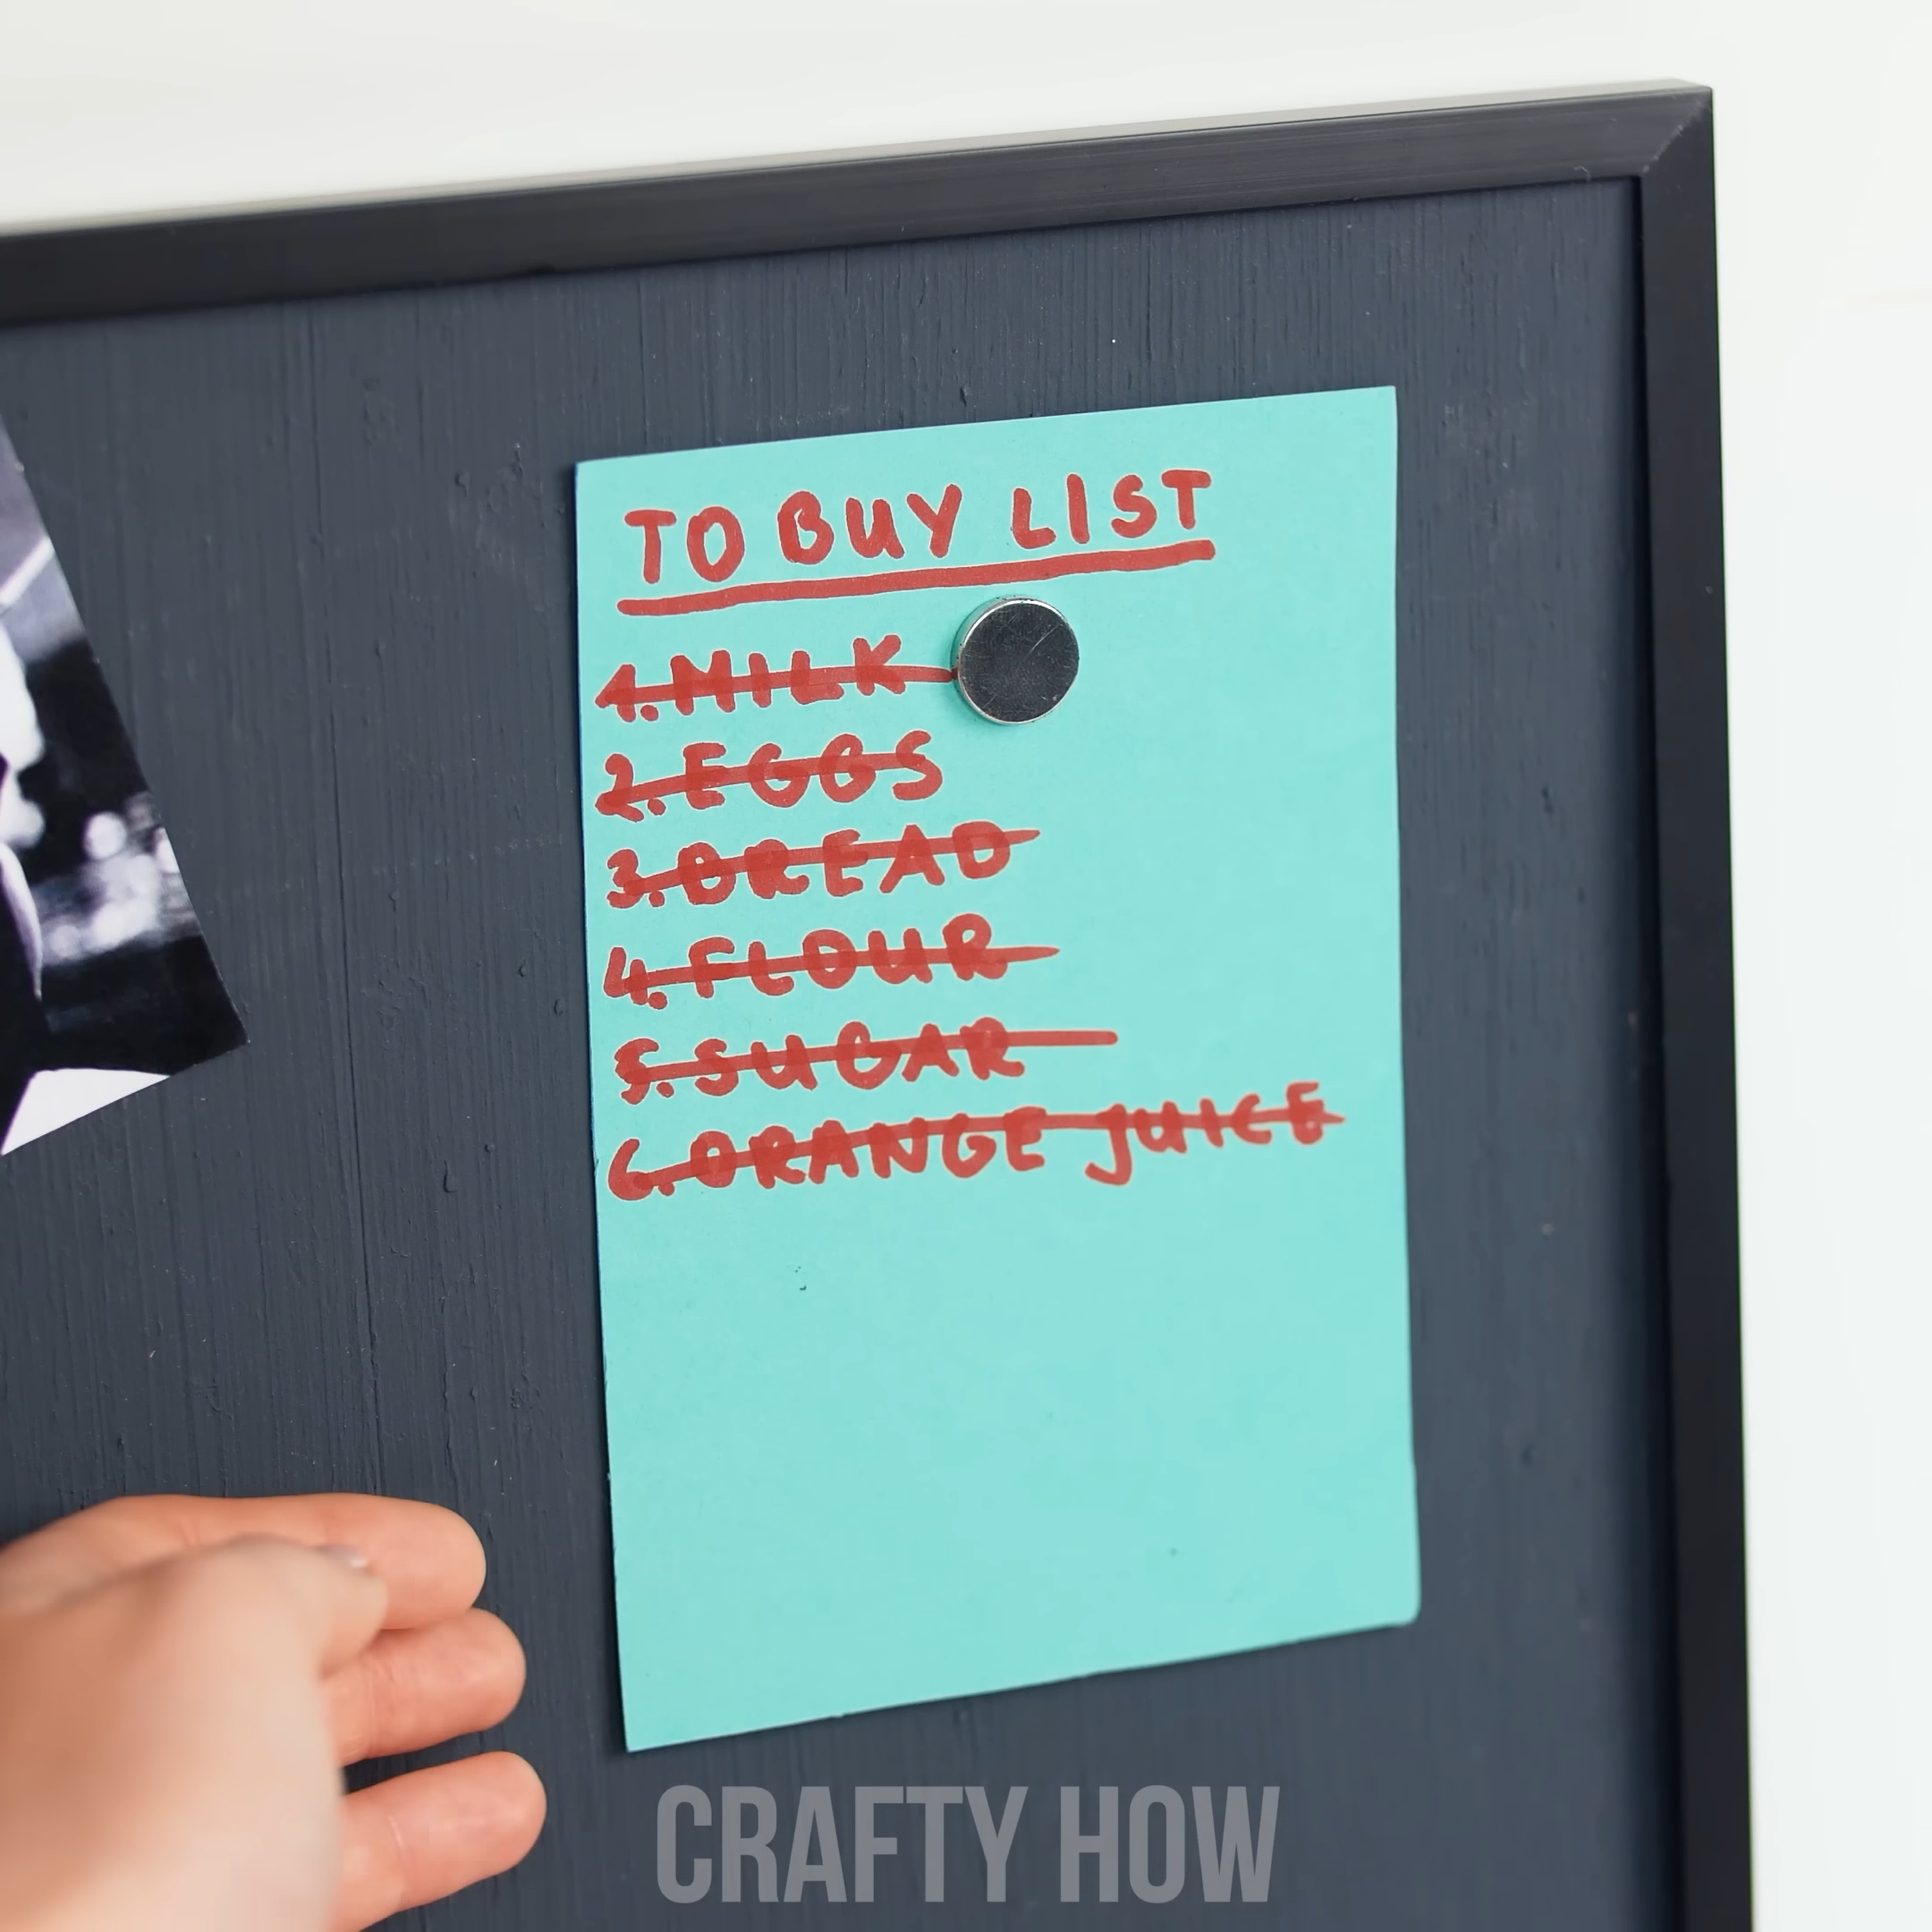 TO BUY LIST
1. MILK
2. EGGS
3. BREAD
4. FLOUR
5. SUGAR
6. ORANGE JUICE
CRAFTY HOW